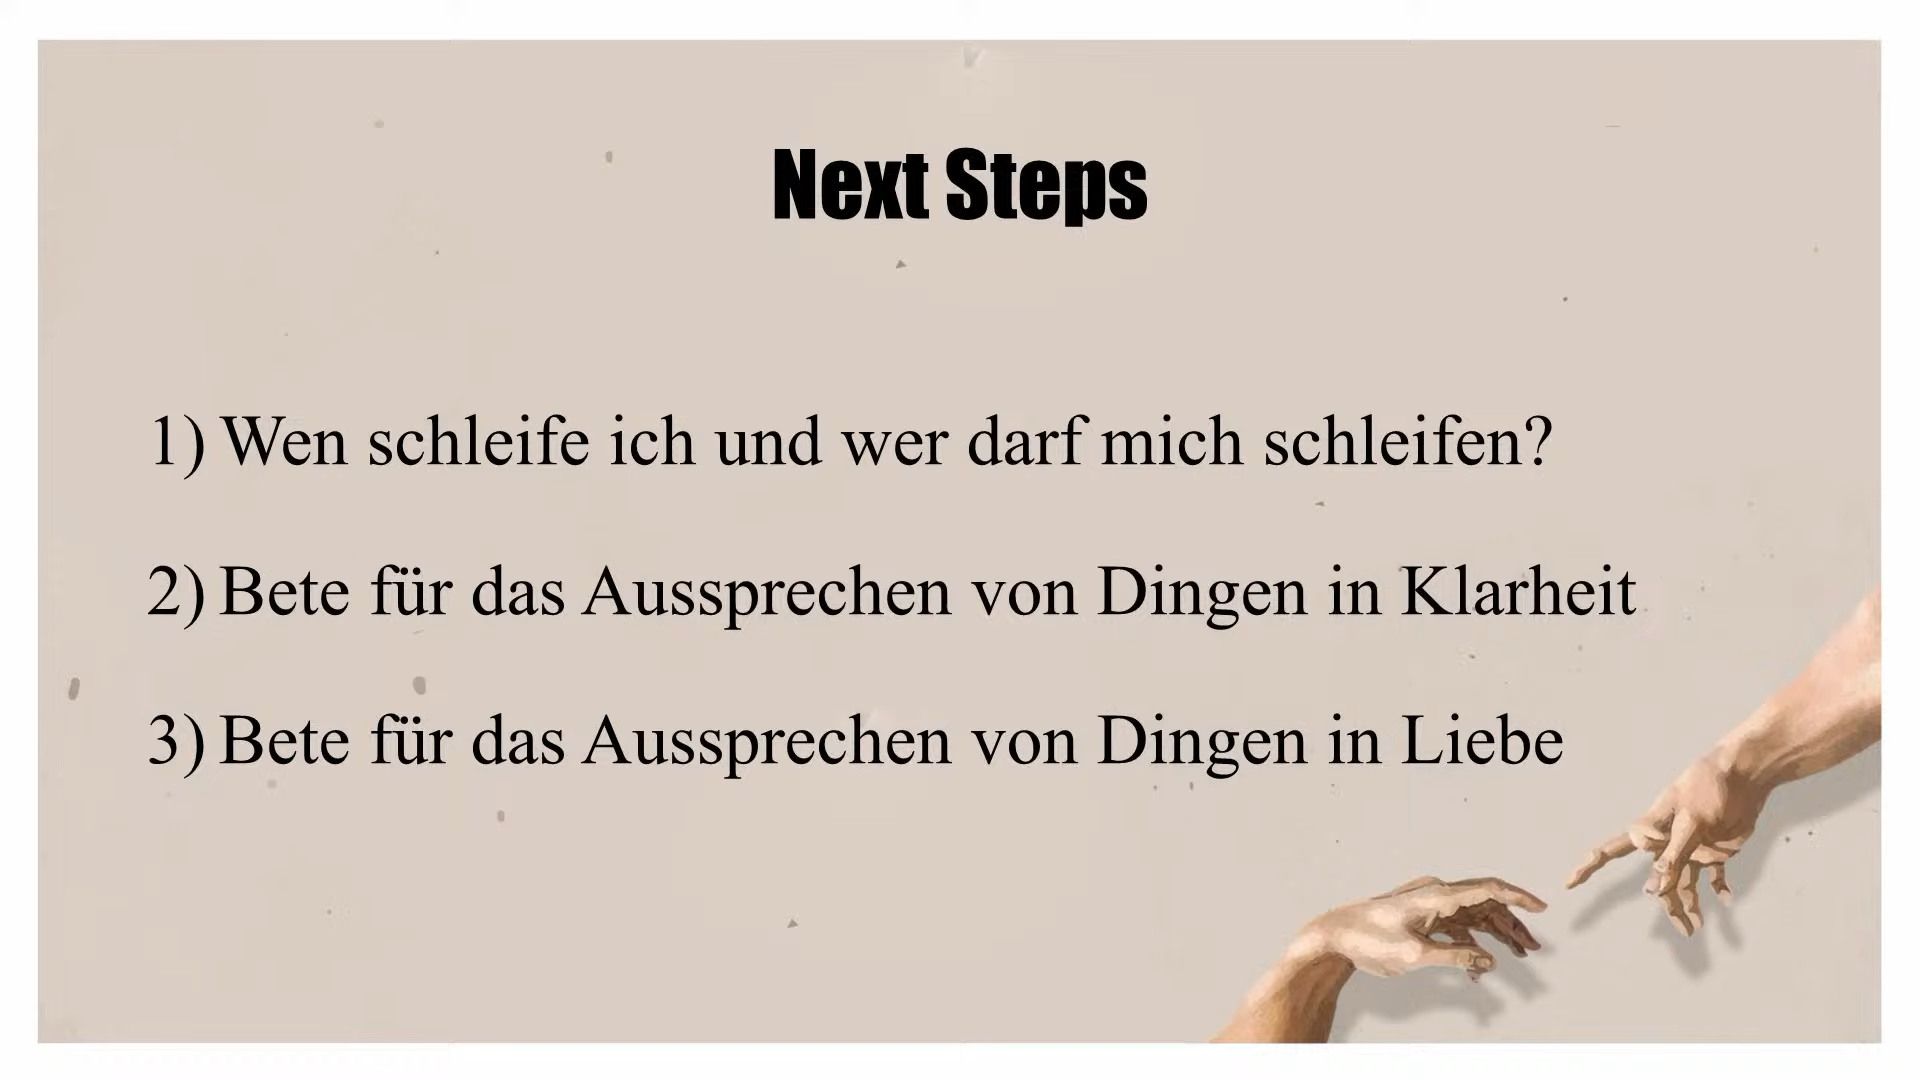 Next Steps
1) Wen schleife ich und wer darf mich schleifen?
2) Bete für das Aussprechen von Dingen in Klarheit
3) Bete für das Aussprechen von Dingen in Liebe